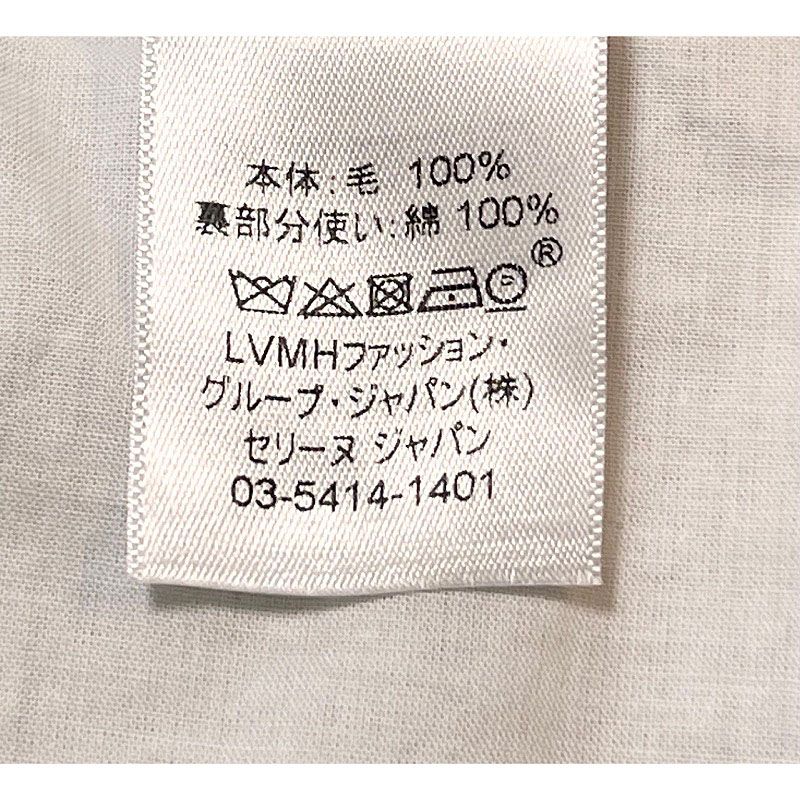 本体:毛 100%
裏部分使い:綿 100%
®
LVMHファッション・
グループ・ジャパン(株)
セリーヌ ジャパン
03-5414-1401